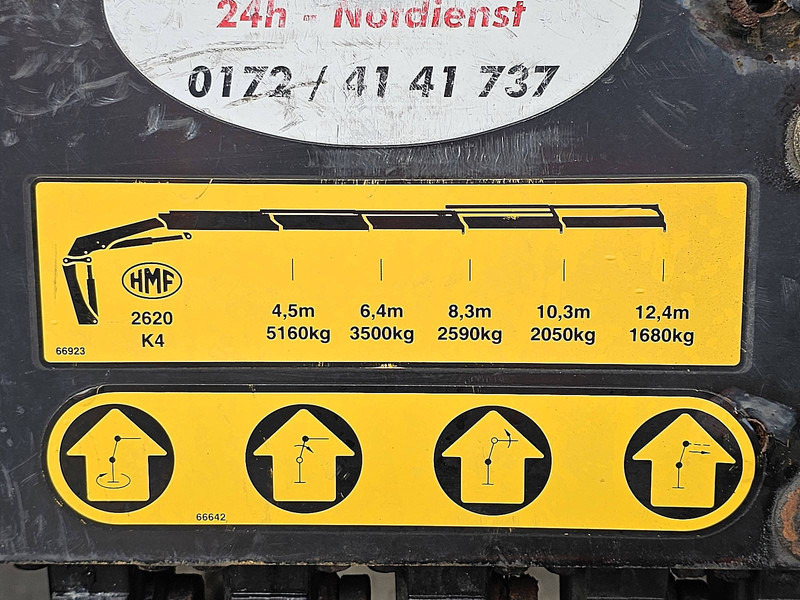 24h - Notdienst
0172 / 41 41 737
HMF
2620
K4
66923
4,5m 6,4m 8,3m 10,3m 12,4m
5160kg 3500kg 2590kg 2050kg 1680kg
66642